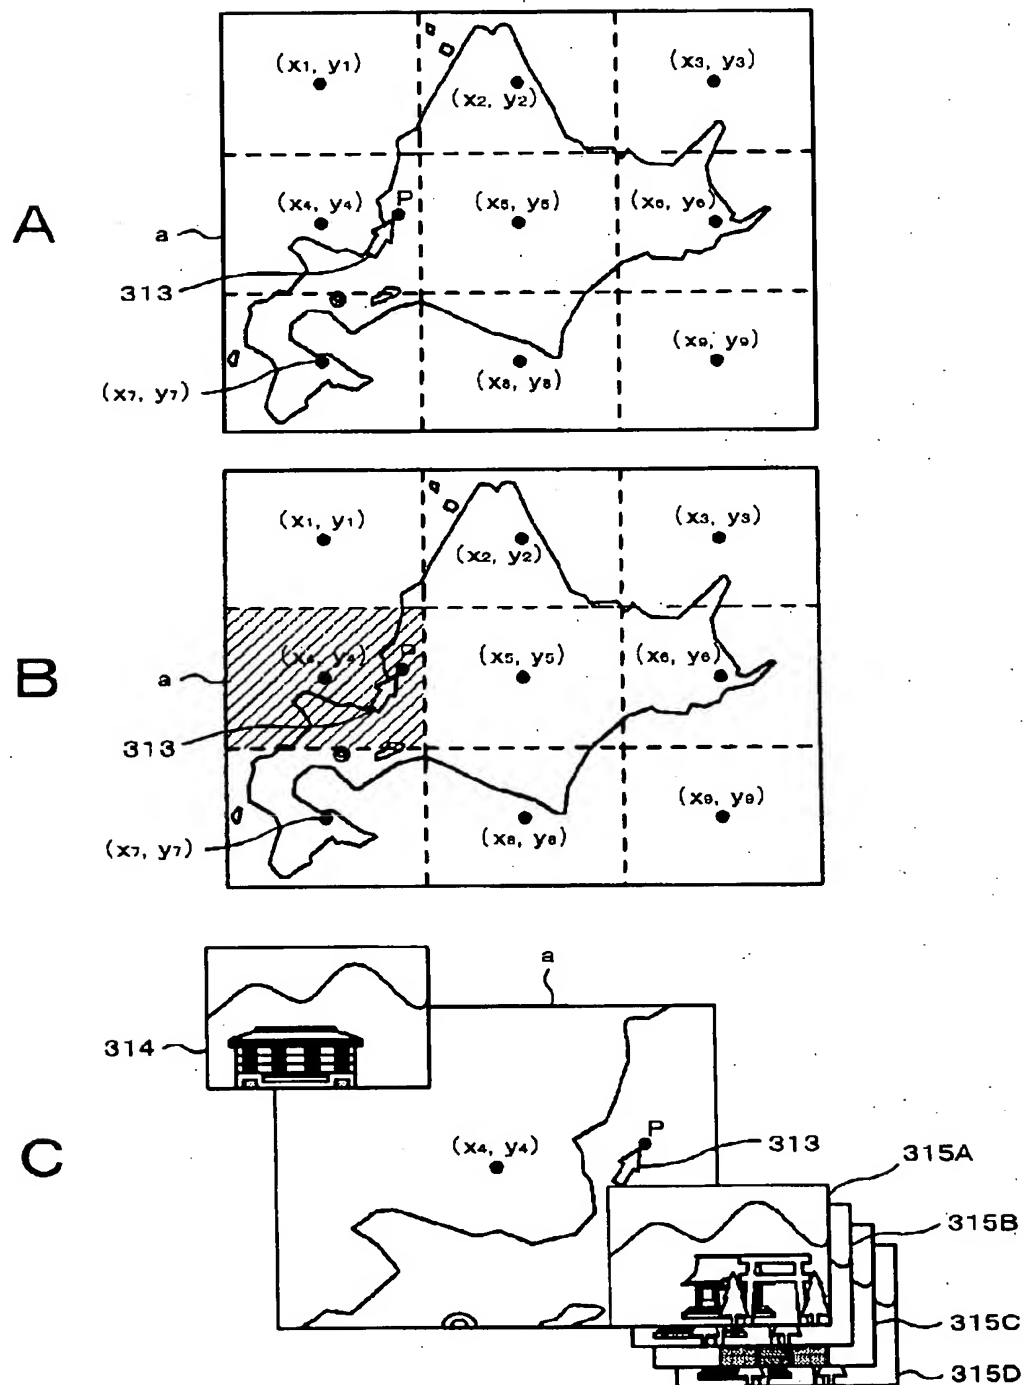 A
(x1, y1)
(x2, y2)
(x3, y3)
(x4, y4)
P
(x5, y5)
(x6, y6)
a
313
(x7, y7)
(x8, y8)
(x9, y9)
B
(x1, y1)
(x2, y2)
(x3, y3)
(x4, y4)
P
(x5, y5)
(x6, y6)
a
313
(x7, y7)
(x8, y8)
(x9, y9)
C
a
314
(x4, y4)
P
313
315A
315B
315C
315D